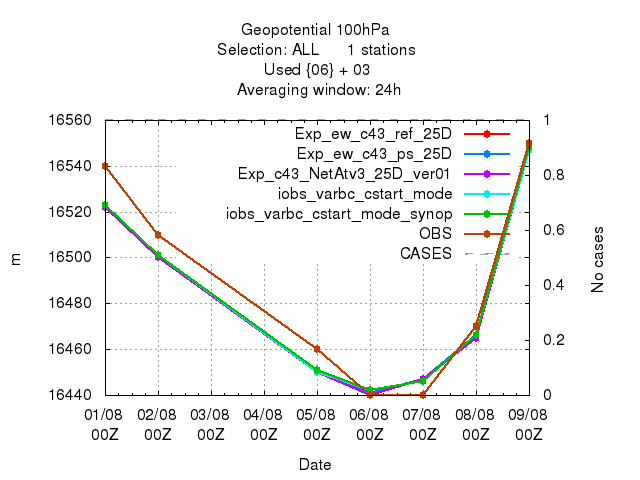 Geopotential 100hPa
Selection: ALL 1 stations
Used {06} + 03
Averaging window: 24h
16560
16540
16520
16500
16480
16460
16440
m
1
0.8
0.6
0.4
0.2
0
No cases
Exp_ew_c43_ref_25D
Exp_ew_c43_ps_25D
Exp_c43_NetAtv3_25D_ver01
iobs_varbc_cstart_mode
iobs_varbc_cstart_mode_synop
OBS
CASES
01/08 02/08 03/08 04/08 05/08 06/08 07/08 08/08 09/08
00Z 00Z 00Z 00Z 00Z 00Z 00Z 00Z 00Z
Date